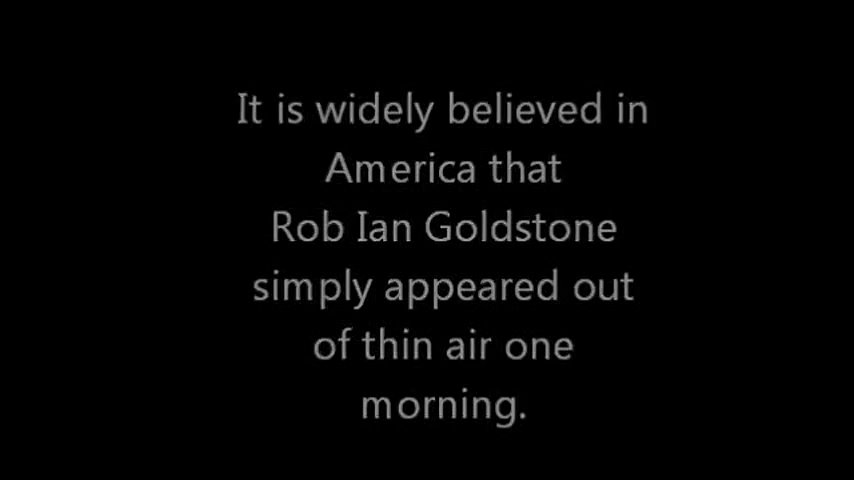 It is widely believed in
America that
Rob Ian Goldstone
simply appeared out
of thin air one
morning.